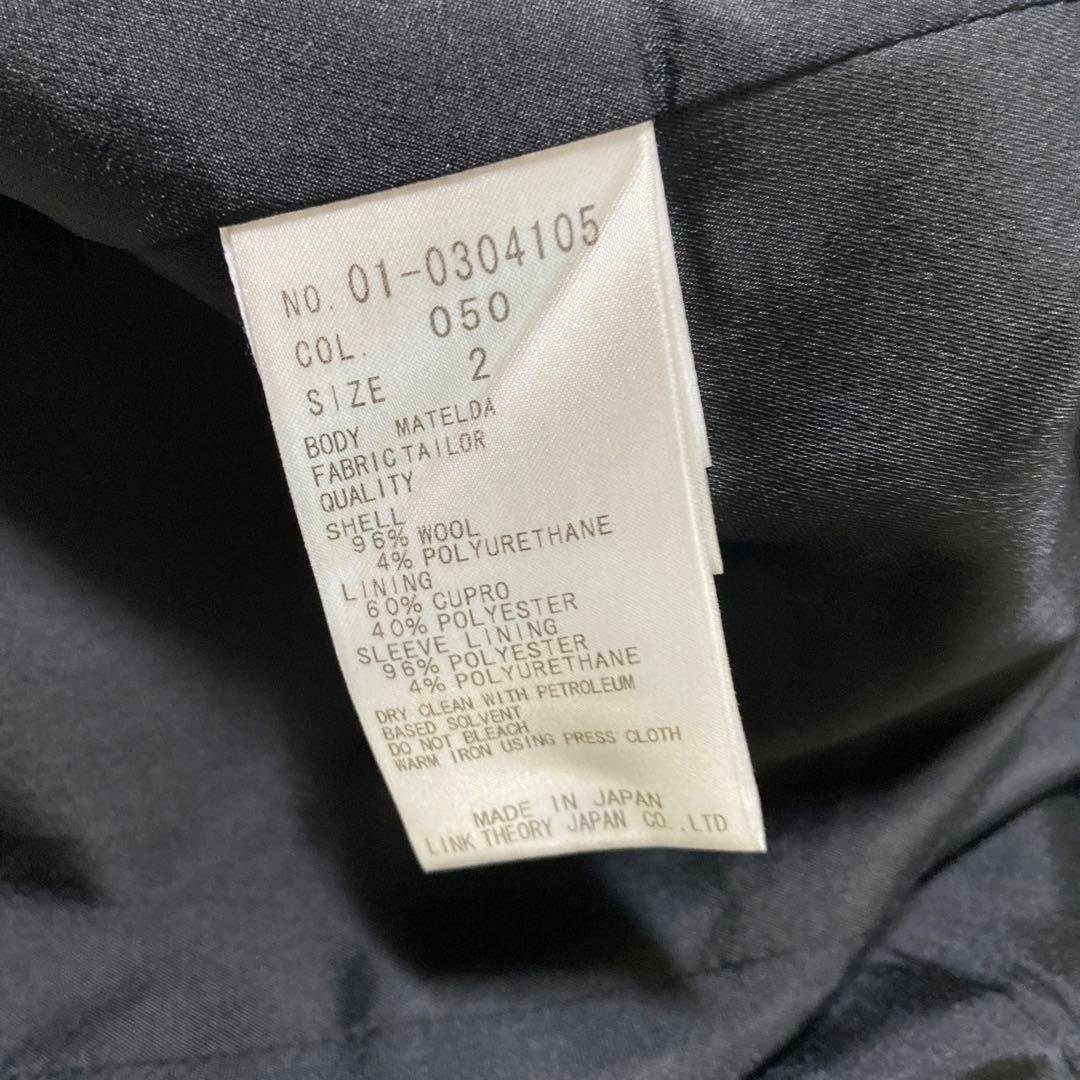 NO. 01-0304105
COL. 050
SIZE 2
BODY MATELDA
FABRICTAILOR
QUALITY
SHELL
96% WOOL
4% POLYURETHANE
LINING
60% CUPRO
40% POLYESTER
SLEEVE LINING
96% POLYESTER
4% POLYURETHANE
DRY CLEAN WITH PETROLEUM
BASED SOLVENT
DO NOT BLEACH
WARM IRON USING PRESS CLOTH
MADE IN JAPAN
LINK THEORY JAPAN CO.,LTD